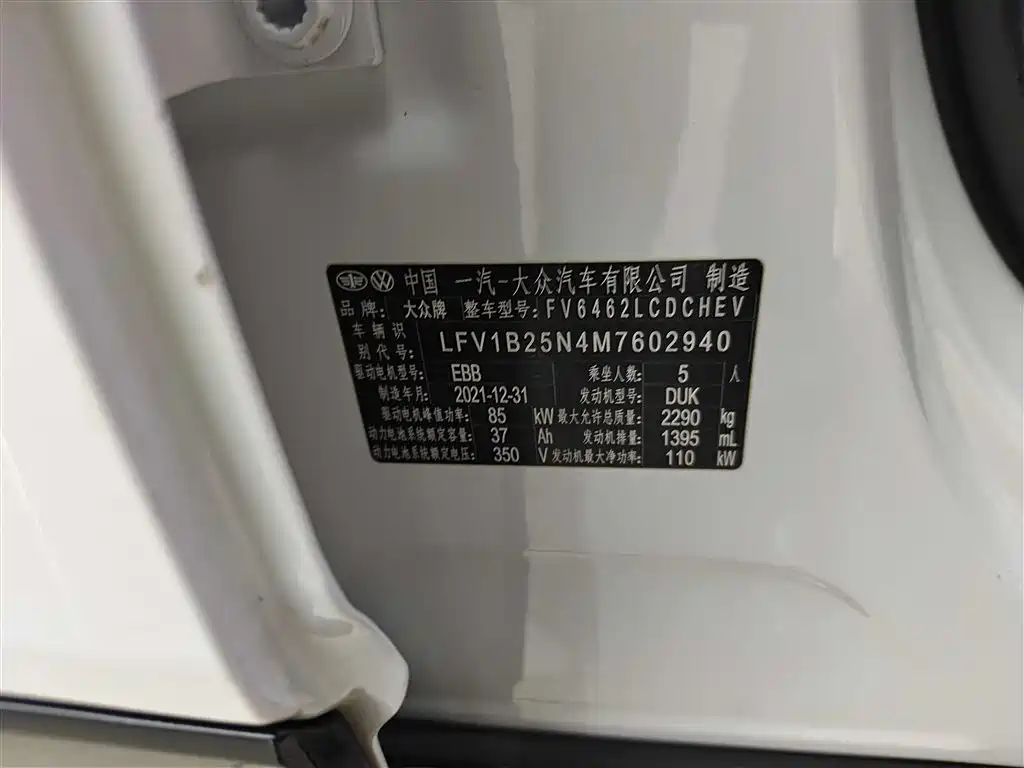 中国 一汽-大众汽车有限公司 制造
品牌: 大众牌 整车型号: FV6462LCDCHEV
车辆识别代号: LFV1B25N4M7602940
驱动电机型号: EBB 乘坐人数: 5 人
制造年月: 2021-12-31 发动机型号: DUK
驱动电机峰值功率: 85 kW 最大允许总质量: 2290 kg
动力电池系统额定容量: 37 Ah 发动机排量: 1395 mL
动力电池系统额定电压: 350 V 发动机最大净功率: 110 kW